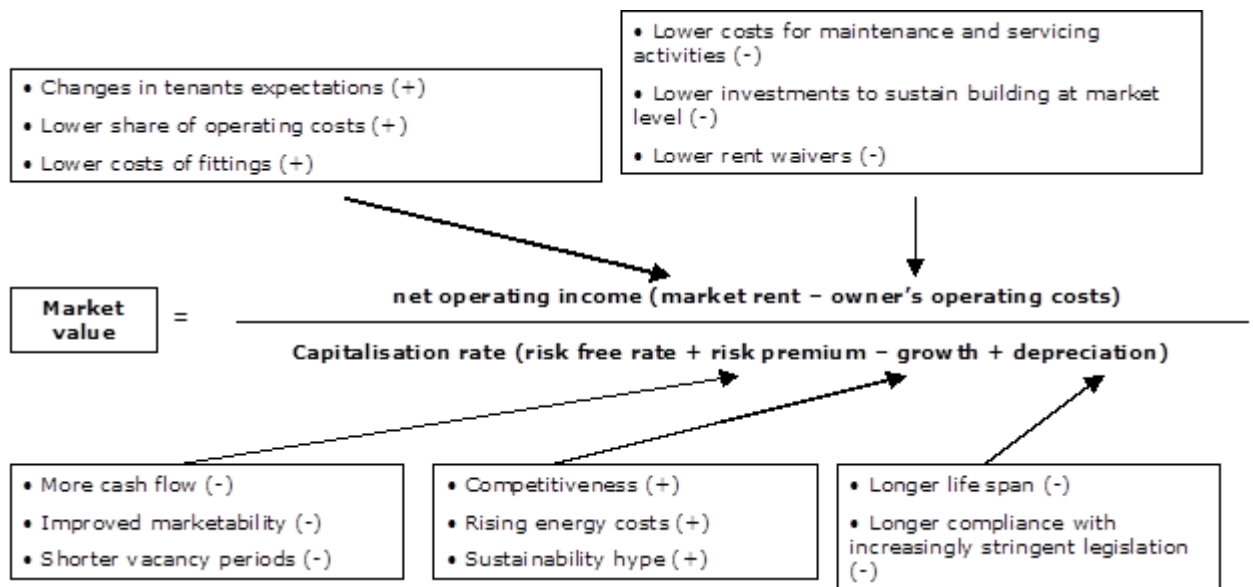 • Changes in tenants expectations (+)
• Lower share of operating costs (+)
• Lower costs of fittings (+)
• Lower costs for maintenance and servicing
activities (-)
• Lower investments to sustain building at market
level (-)
• Lower rent waivers (-)
Market
value
=
net operating income (market rent – owner's operating costs)
Capitalisation rate (risk free rate + risk premium – growth + depreciation)
• More cash flow (-)
• Improved marketability (-)
• Shorter vacancy periods (-)
• Competitiveness (+)
• Rising energy costs (+)
• Sustainability hype (+)
• Longer life span (-)
• Longer compliance with
increasingly stringent legislation
(-)